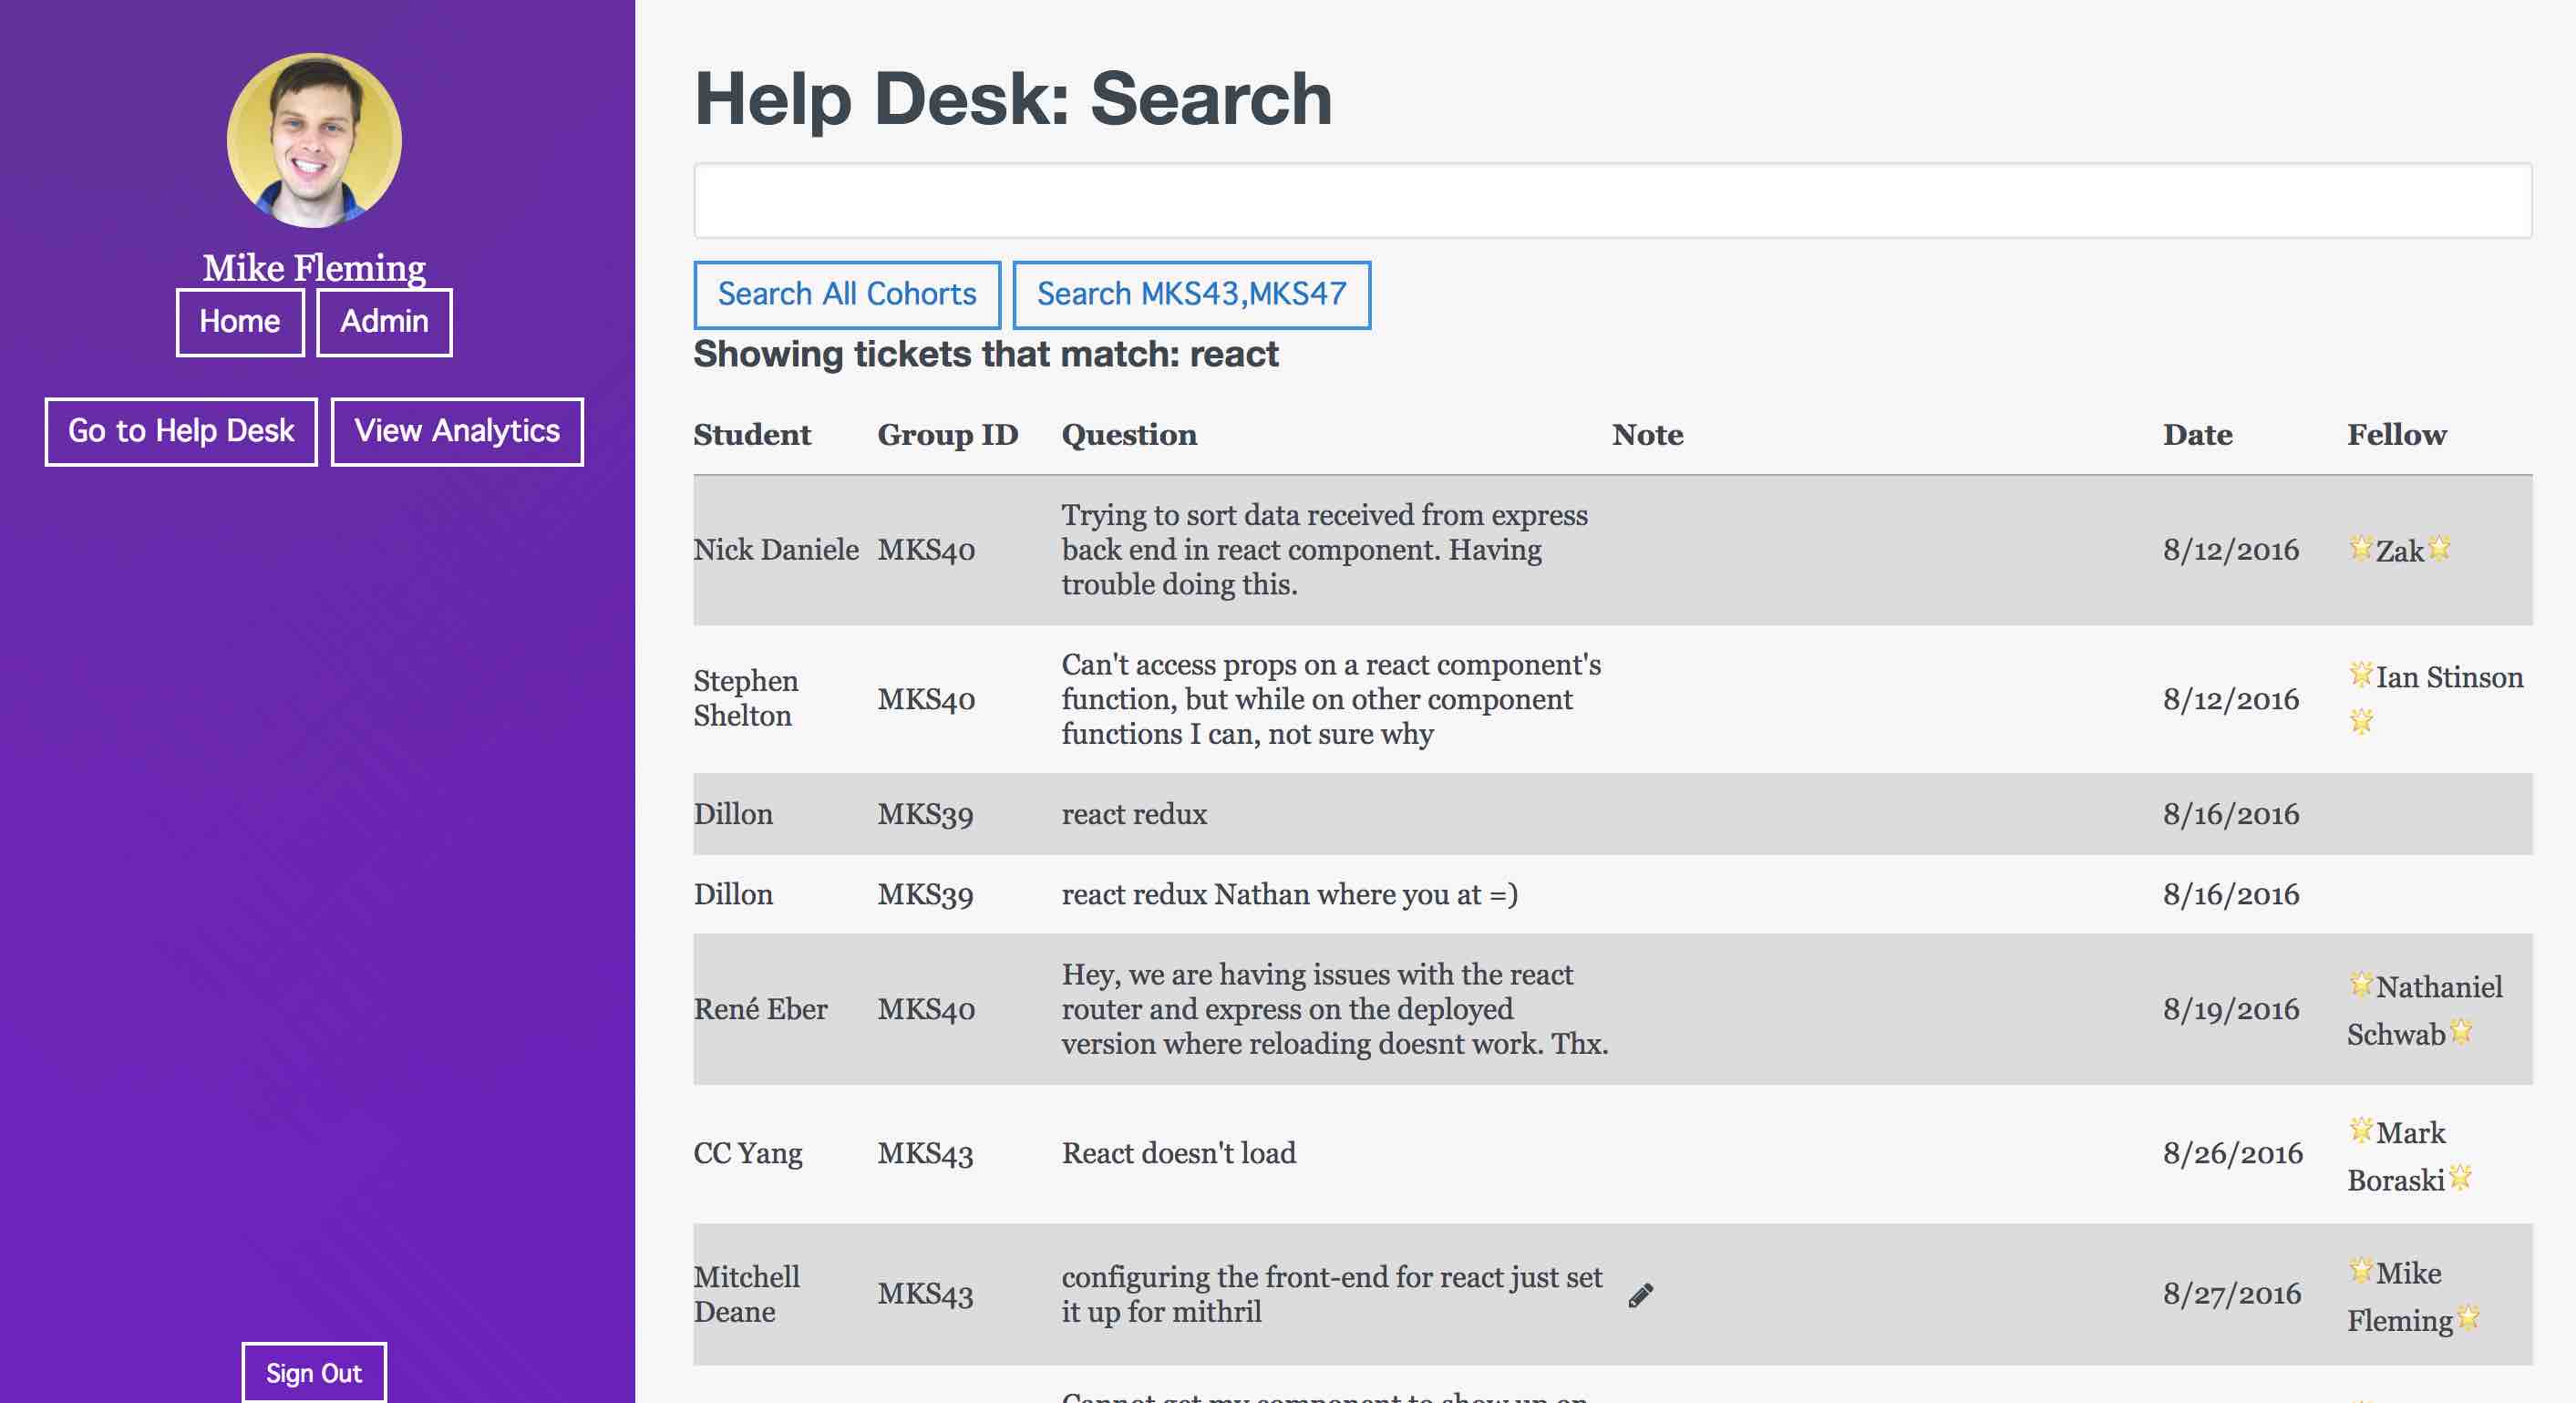 Mike Fleming
Home
Admin
Go to Help Desk
View Analytics
Sign Out
Help Desk: Search
Search All Cohorts
Search MKS43,MKS47
Showing tickets that match: react
Student Group ID Question Note Date Fellow
Nick Daniele MKS40
Trying to sort data received from express
back end in react component. Having
trouble doing this.
8/12/2016
🌟Zak🌟
Stephen
Shelton
MKS40
Can't access props on a react component's
function, but while on other component
functions I can, not sure why
8/12/2016
🌟Ian Stinson
🌟
Dillon MKS39 react redux 8/16/2016
Dillon MKS39 react redux Nathan where you at =) 8/16/2016
René Eber MKS40
Hey, we are having issues with the react
router and express on the deployed
version where reloading doesnt work. Thx.
8/19/2016
🌟Nathaniel
Schwab🌟
CC Yang MKS43 React doesn't load 8/26/2016
🌟Mark
Boraski🌟
Mitchell
Deane
MKS43
configuring the front-end for react just set
it up for mithril
8/27/2016
🌟Mike
Fleming🌟
Cannot get my component to show up on